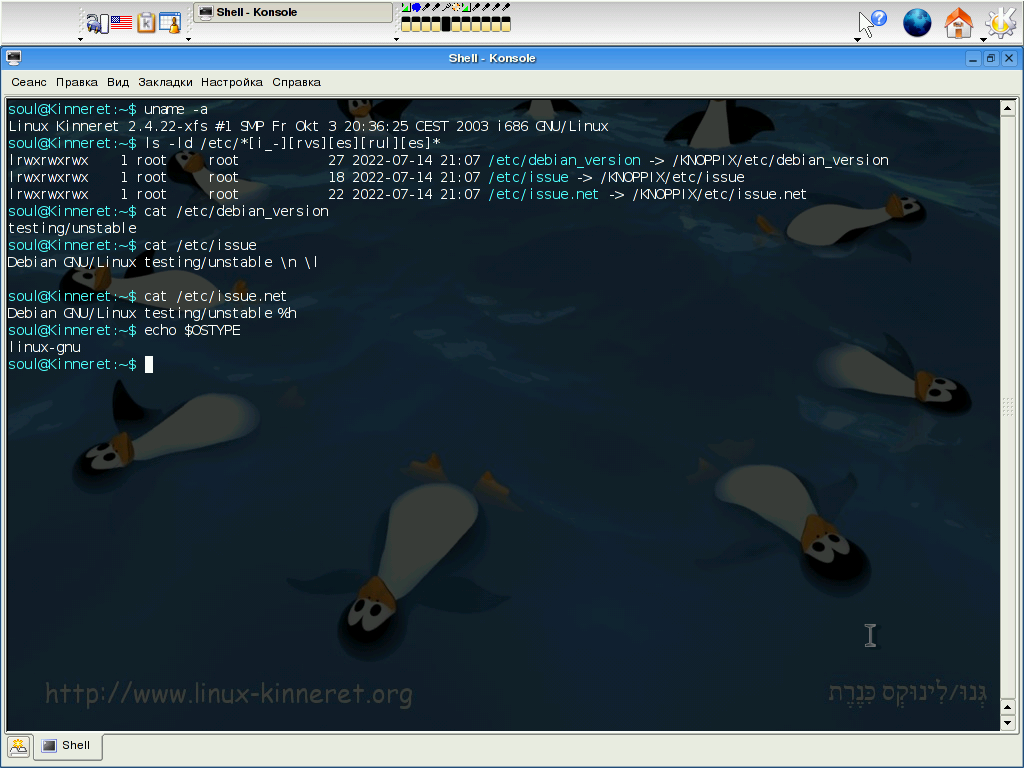 Shell - Konsole
Shell - Konsole
Сеанс Правка Вид Закладки Настройка Справка
soul@Kinneret:~$ uname -a
Linux Kinneret 2.4.22-xfs #1 SMP Fr Okt 3 20:36:25 CEST 2003 i686 GNU/Linux
soul@Kinneret:~$ ls -ld /etc/*[i_-][rvs][es][rul][es]*
lrwxrwxrwx    1 root     root           27 2022-07-14 21:07 /etc/debian_version -> /KNOPPIX/etc/debian_version
lrwxrwxrwx    1 root     root           18 2022-07-14 21:07 /etc/issue -> /KNOPPIX/etc/issue
lrwxrwxrwx    1 root     root           22 2022-07-14 21:07 /etc/issue.net -> /KNOPPIX/etc/issue.net
soul@Kinneret:~$ cat /etc/debian_version
testing/unstable
soul@Kinneret:~$ cat /etc/issue
Debian GNU/Linux testing/unstable \n \l
soul@Kinneret:~$ cat /etc/issue.net
Debian GNU/Linux testing/unstable %h
soul@Kinneret:~$ echo $OSTYPE
linux-gnu
soul@Kinneret:~$
http://www.linux-kinneret.org
גְּנוּ/לִינוּקְס כִּנֶרֶת
Shell